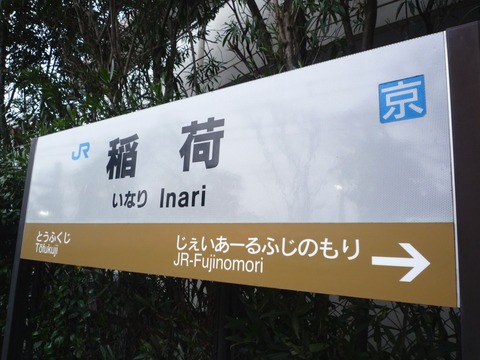 JR
稲荷
京
いなり Inari
とうふくじ
Tōfukuji
じぇいあーるふじのもり
JR-Fujinomori